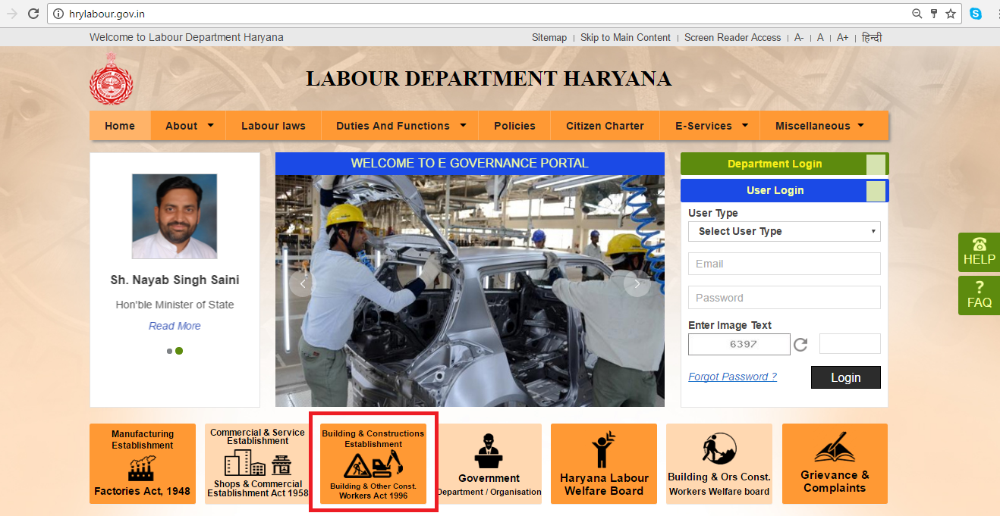 hrylabour.gov.in
Welcome to Labour Department Haryana
Sitemap | Skip to Main Content | Screen Reader Access | A- | A | A+ | हिन्दी
LABOUR DEPARTMENT HARYANA
Home About Labour laws Duties And Functions Policies Citizen Charter E-Services Miscellaneous
Sh. Nayab Singh Saini
Hon'ble Minister of State
Read More
WELCOME TO E GOVERNANCE PORTAL
Department Login
User Login
User Type
Select User Type
Email
Password
Enter Image Text
6397
Forgot Password ?
Login
HELP
?
FAQ
Manufacturing
Establishment
Factories Act, 1948
Commercial & Service
Establishment
Shops & Commercial
Establishment Act 1958
Building & Constructions
Establishment
Building & Other Const.
Workers Act 1996
Government
Department / Organisation
Haryana Labour
Welfare Board
Building & Ors Const.
Workers Welfare board
Grievance &
Complaints